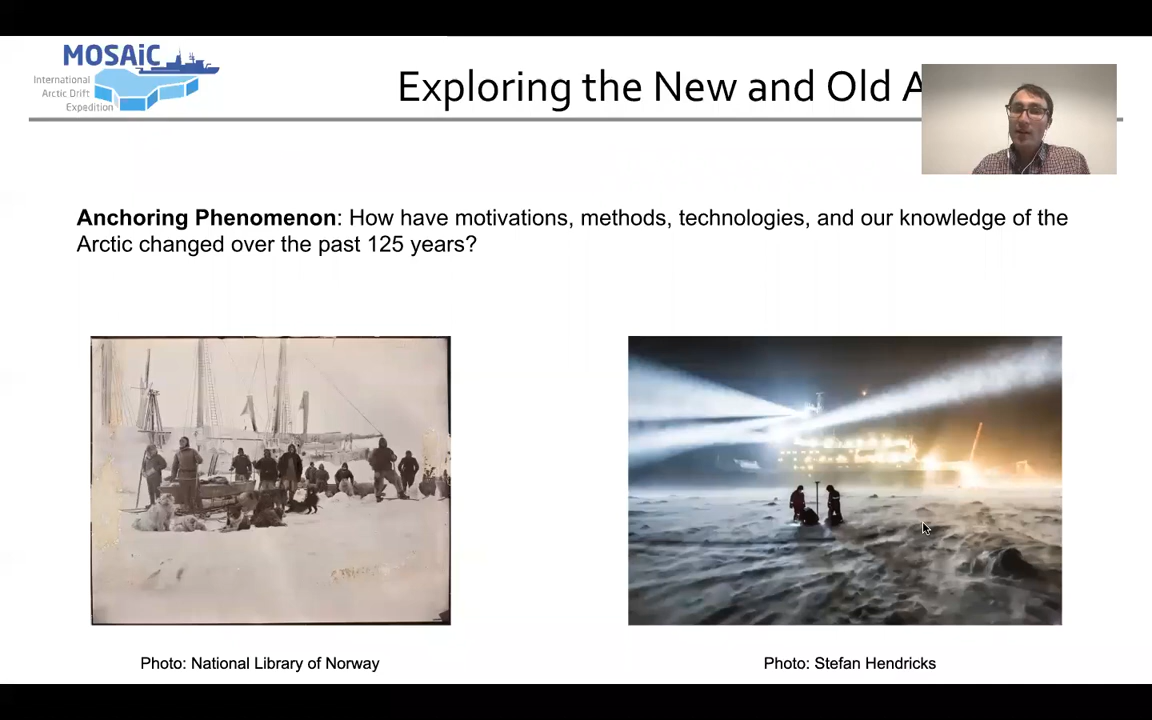 MOSAiC
International
Arctic Drift
Expedition
Exploring the New and Old
Anchoring Phenomenon: How have motivations, methods, technologies, and our knowledge of the
Arctic changed over the past 125 years?
Photo: National Library of Norway
Photo: Stefan Hendricks